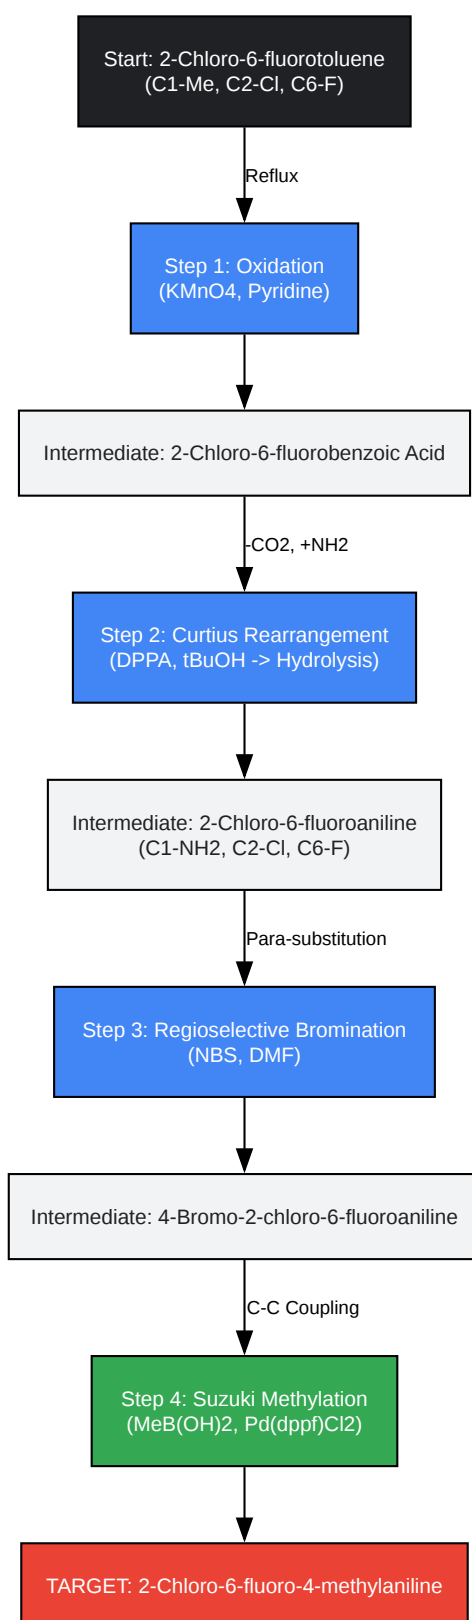 Start: 2-Chloro-6-fluorotoluene
(C1-Me, C2-Cl, C6-F)
Reflux
Step 1: Oxidation
(KMnO4, Pyridine)
Intermediate: 2-Chloro-6-fluorobenzoic Acid
-CO2, +NH2
Step 2: Curtius Rearrangement
(DPPA, tBuOH -> Hydrolysis)
Intermediate: 2-Chloro-6-fluoroaniline
(C1-NH2, C2-Cl, C6-F)
Para-substitution
Step 3: Regioselective Bromination
(NBS, DMF)
Intermediate: 4-Bromo-2-chloro-6-fluoroaniline
C-C Coupling
Step 4: Suzuki Methylation
(MeB(OH)2, Pd(dppf)Cl2)
TARGET: 2-Chloro-6-fluoro-4-methylaniline